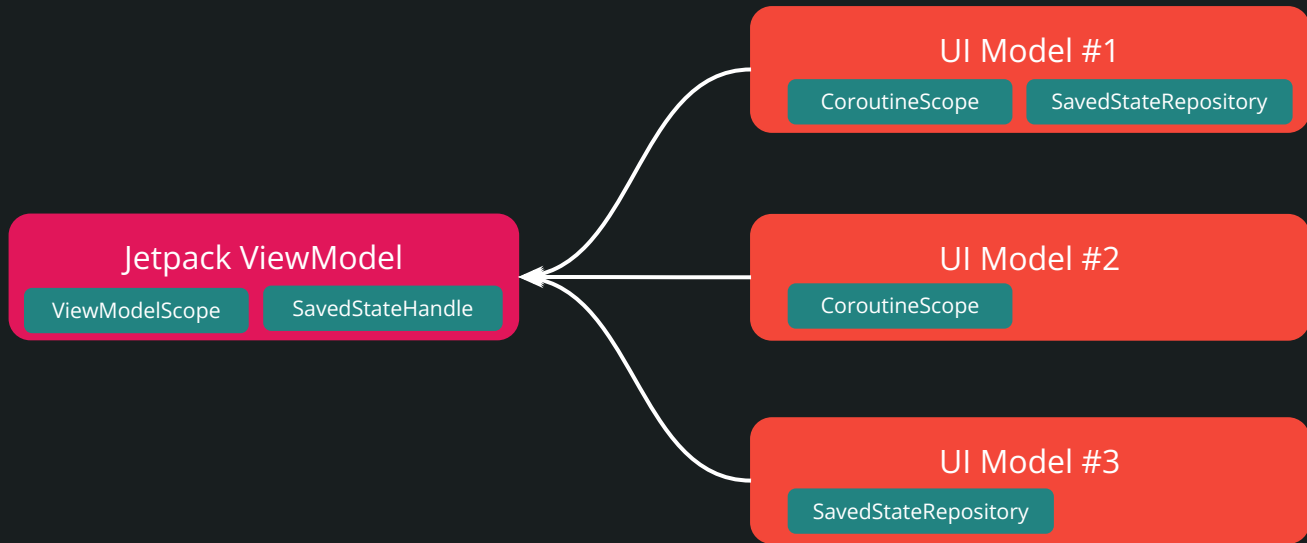 Jetpack ViewModel
ViewModelScope
SavedStateHandle
UI Model #1
CoroutineScope
SavedStateRepository
UI Model #2
CoroutineScope
UI Model #3
SavedStateRepository